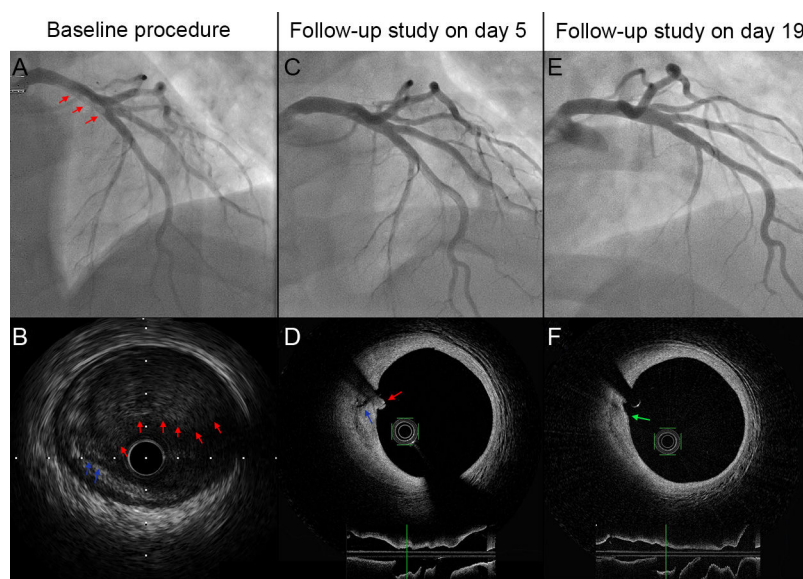 Baseline procedure
Follow-up study on day 5
Follow-up study on day 19
A
C
E
B
D
F